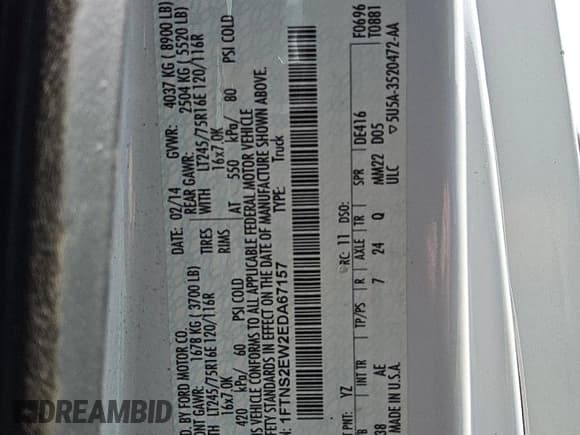 D. BY FORD MOTOR CO.
DATE: 02/14 GVWR: 4037 KG ( 8900 LB)
ONT GAWR: 1678 KG ( 3700 LB) REAR GAWR: 2504 KG ( 5520 LB)
LT245/75R16E 120/116R TIRES WITH LT245/75R16E 120/116R
16x7.0K RIMS 16x7.0K
420 kPa/ 60 PSI COLD AT 550 kPa/ 80 PSI COLD
S VEHICLE CONFORMS TO ALL APPLICABLE FEDERAL MOTOR VEHICLE
FETY STANDARDS IN EFFECT ON THE DATE OF MANUFACTURE SHOWN ABOVE.
N: 1FTNS2EW2EDA67157 TYPE: Truck
F0696
T0881
T PNT: YZ RC: 11 DSO:
B INT TR TP/PS R AXLE TR SPR DE416
38 AE 7 24 Q MM22 D05
ADE IN U.S.A. ULC ▽5U5A-3520472-AA
DREAMBID